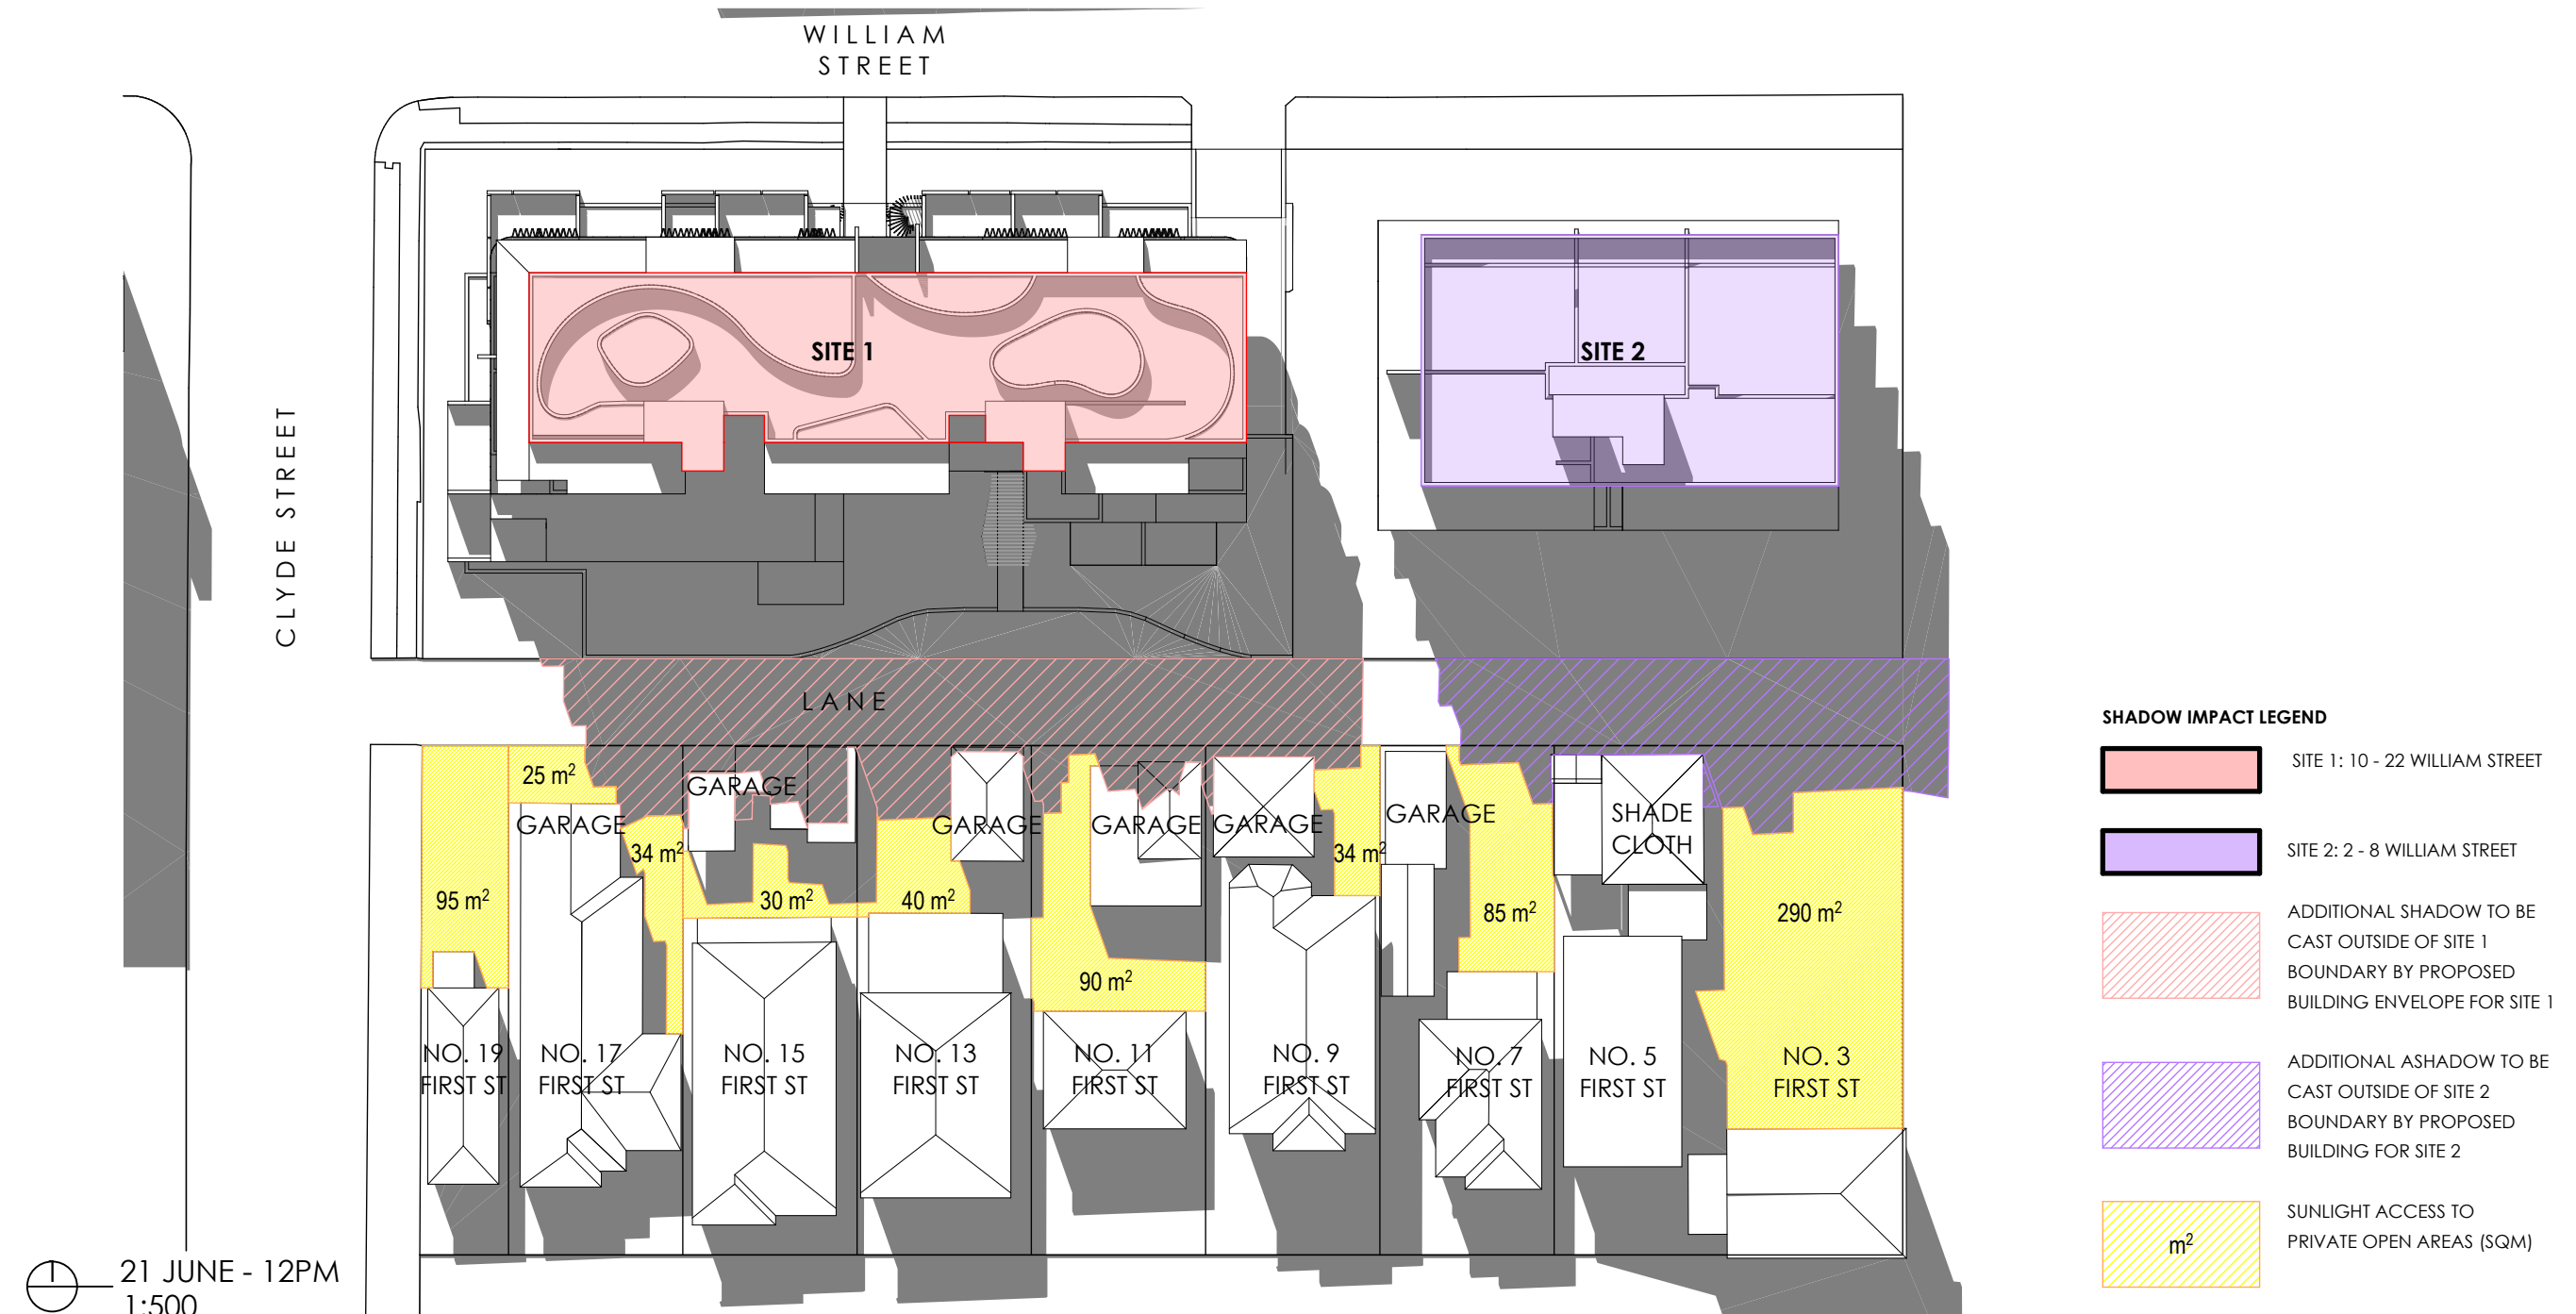 WILLIAM
STREET
CLYDE STREET
SITE 1
SITE 2
LANE
25 m²
GARAGE
GARAGE
34 m²
95 m²
30 m²
40 m²
GARAGE
GARAGE
GARAGE
34 m²
GARAGE
SHADE
CLOTH
85 m²
290 m²
90 m²
NO. 19
FIRST ST
NO. 17
FIRST ST
NO. 15
FIRST ST
NO. 13
FIRST ST
NO. 11
FIRST ST
NO. 9
FIRST ST
NO. 7
FIRST ST
NO. 5
FIRST ST
NO. 3
FIRST ST
21 JUNE - 12PM
1:500
SHADOW IMPACT LEGEND
SITE 1: 10 - 22 WILLIAM STREET
SITE 2: 2 - 8 WILLIAM STREET
ADDITIONAL SHADOW TO BE
CAST OUTSIDE OF SITE 1
BOUNDARY BY PROPOSED
BUILDING ENVELOPE FOR SITE 1
ADDITIONAL ASHADOW TO BE
CAST OUTSIDE OF SITE 2
BOUNDARY BY PROPOSED
BUILDING FOR SITE 2
m²
SUNLIGHT ACCESS TO
PRIVATE OPEN AREAS (SQM)